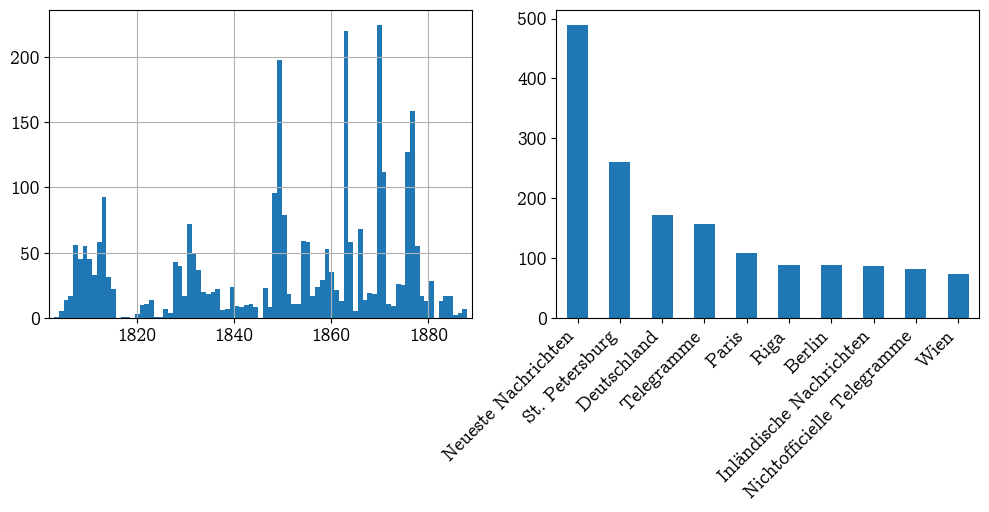 200
150
100
50
0
1820 1840 1860 1880
500
400
300
200
100
0
Neueste Nachrichten
St. Petersburg
Deutschland
Telegramme
Paris
Riga
Berlin
Inländische Nachrichten
Nichtofficielle Telegramme
Wien